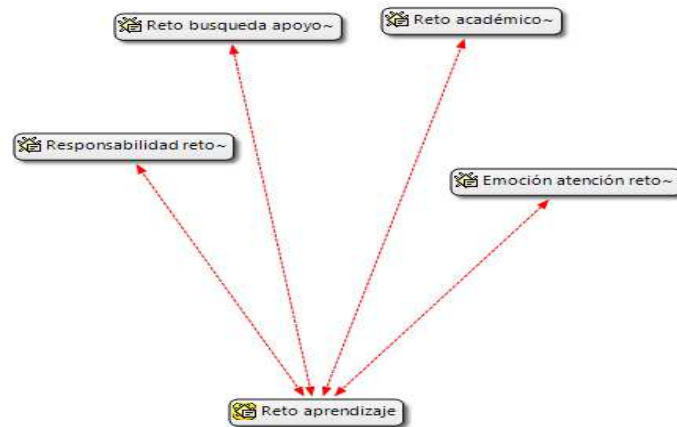 Reto busqueda apoyo~
Reto académico~
Responsabilidad reto~
Emoción atención reto~
Reto aprendizaje